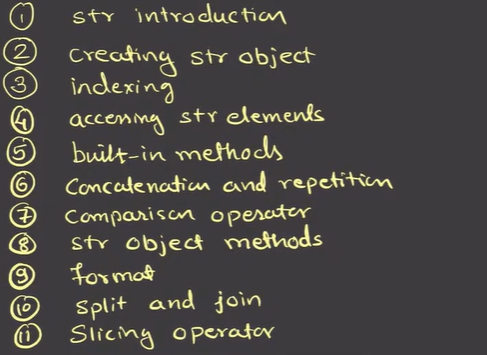 1 str introduction
2 creating str object
3 indexing
4 accessing str elements
5 built-in methods
6 Concatenation and repetition
7 Comparison operator
8 str object methods
9 format
10 split and join
11 Slicing operator